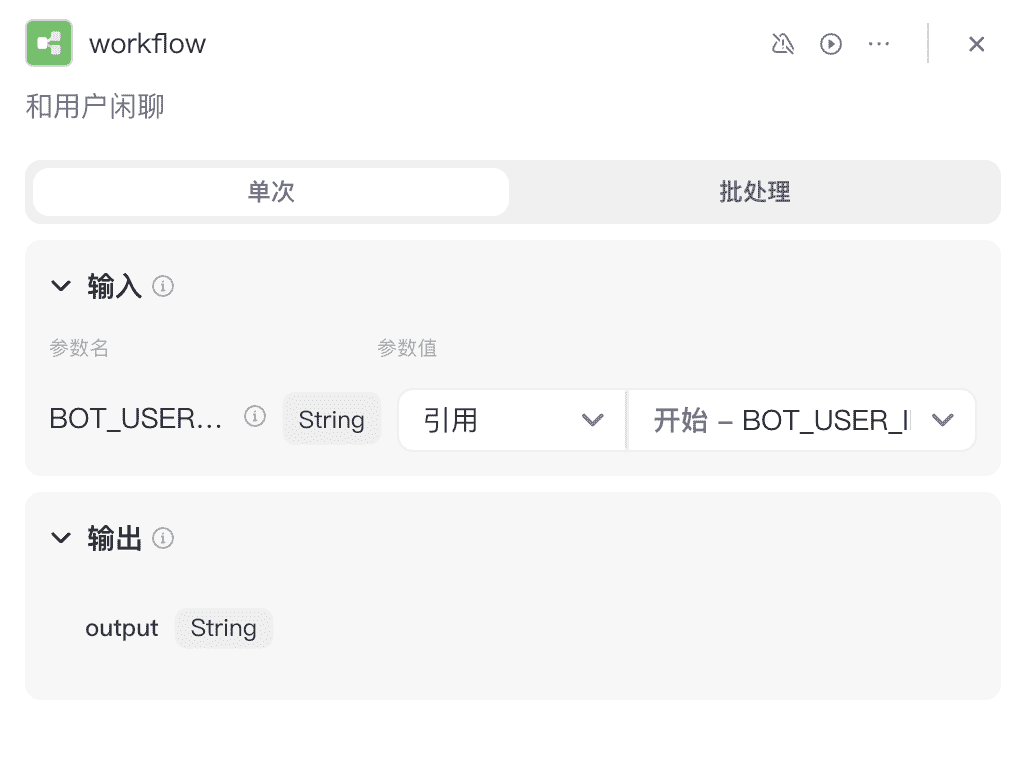 workflow
和用户闲聊
单次 批处理
输入
参数名 参数值
BOT_USER... String 引用 开始 – BOT_USER_I
输出
output String